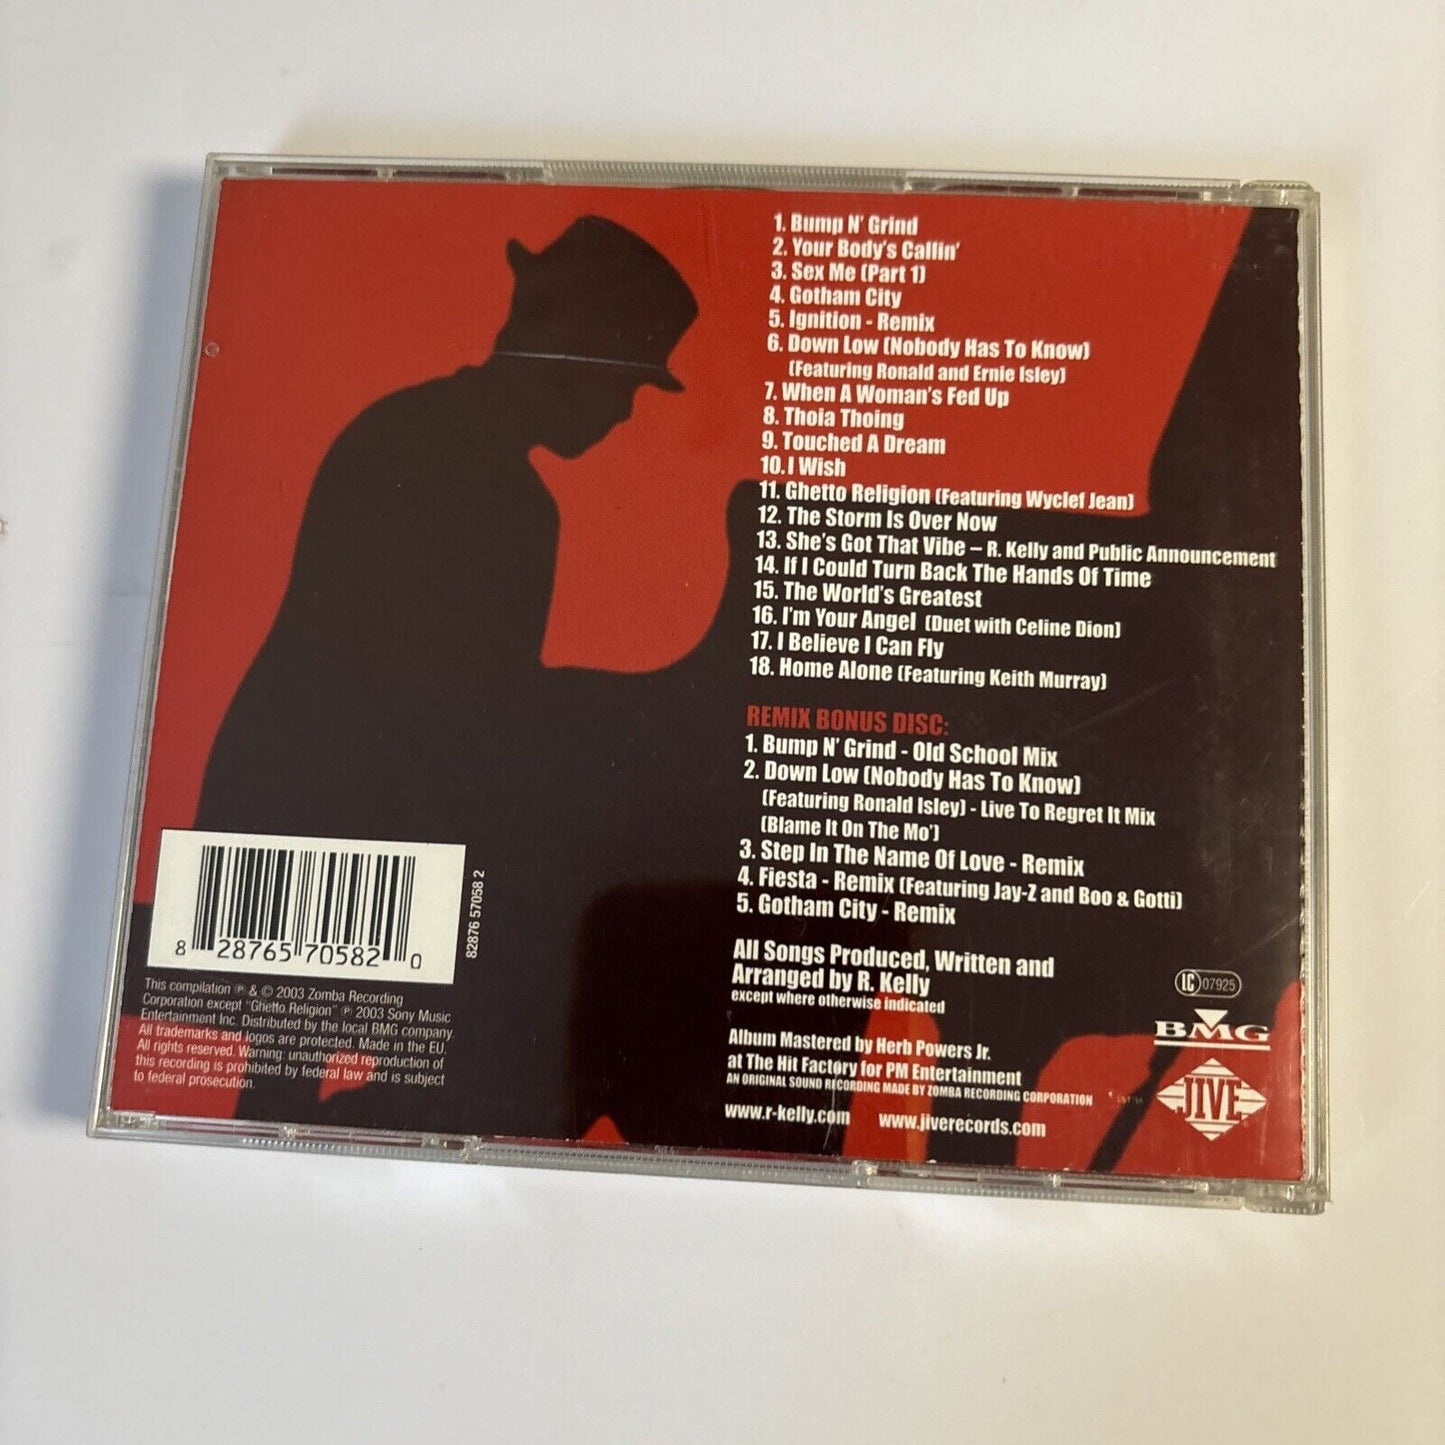 1. Bump N' Grind
2. Your Body's Callin'
3. Sex Me (Part 1)
4. Gotham City
5. Ignition - Remix
6. Down Low (Nobody Has To Know)
(Featuring Ronald and Ernie Isley)
7. When A Woman's Fed Up
8. Thoia Thoing
9. Touched A Dream
10. I Wish
11. Ghetto Religion (Featuring Wyclef Jean)
12. The Storm Is Over Now
13. She's Got That Vibe – R. Kelly and Public Announcement
14. If I Could Turn Back The Hands Of Time
15. The World's Greatest
16. I'm Your Angel (Duet with Celine Dion)
17. I Believe I Can Fly
18. Home Alone (Featuring Keith Murray)
REMIX BONUS DISC:
1. Bump N' Grind - Old School Mix
2. Down Low (Nobody Has To Know)
(Featuring Ronald Isley) - Live To Regret It Mix
(Blame It On The Mo')
3. Step In The Name Of Love - Remix
4. Fiesta - Remix (Featuring Jay-Z and Boo & Gotti)
5. Gotham City - Remix
All Songs Produced, Written and
Arranged by R. Kelly
except where otherwise indicated
Album Mastered by Herb Powers Jr.
at The Hit Factory for PM Entertainment
AN ORIGINAL SOUND RECORDING MADE BY ZOMBA RECORDING CORPORATION
www.r-kelly.com www.jiverecords.com
LC 07925
BMG
JIVE
8 28765 70582 0
82876 57058 2
This compilation ℗ & © 2003 Zomba Recording
Corporation except "Ghetto Religion" ℗ 2003 Sony Music
Entertainment Inc. Distributed by the local BMG company.
All trademarks and logos are protected. Made in the EU.
All rights reserved. Warning: unauthorized reproduction of
this recording is prohibited by federal law and is subject
to federal prosecution.